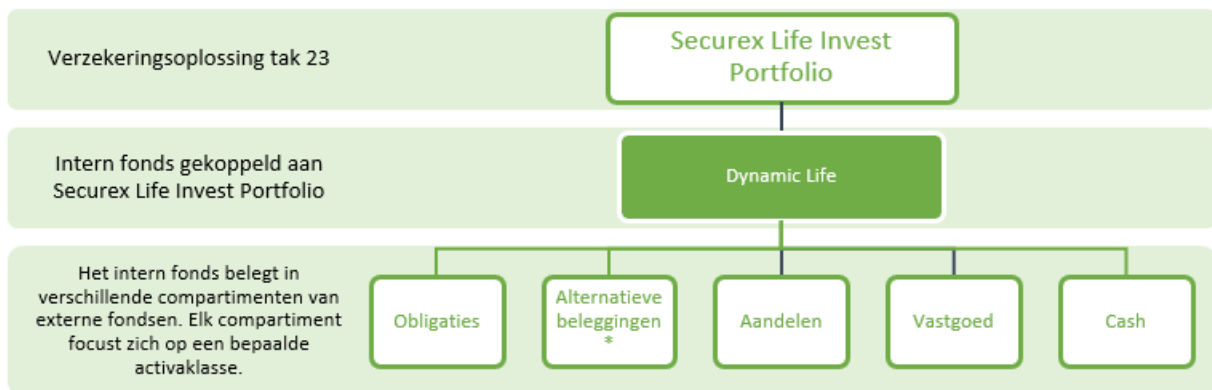 Verzekeringsoplossing tak 23
Securex Life Invest
Portfolio
Intern fonds gekoppeld aan
Securex Life Invest Portfolio
Dynamic Life
Het intern fonds belegt in
verschillende compartimenten van
externe fondsen. Elk compartiment
focust zich op een bepaalde
activaklasse.
Obligaties
Alternatieve
beleggingen
*
Aandelen
Vastgoed
Cash